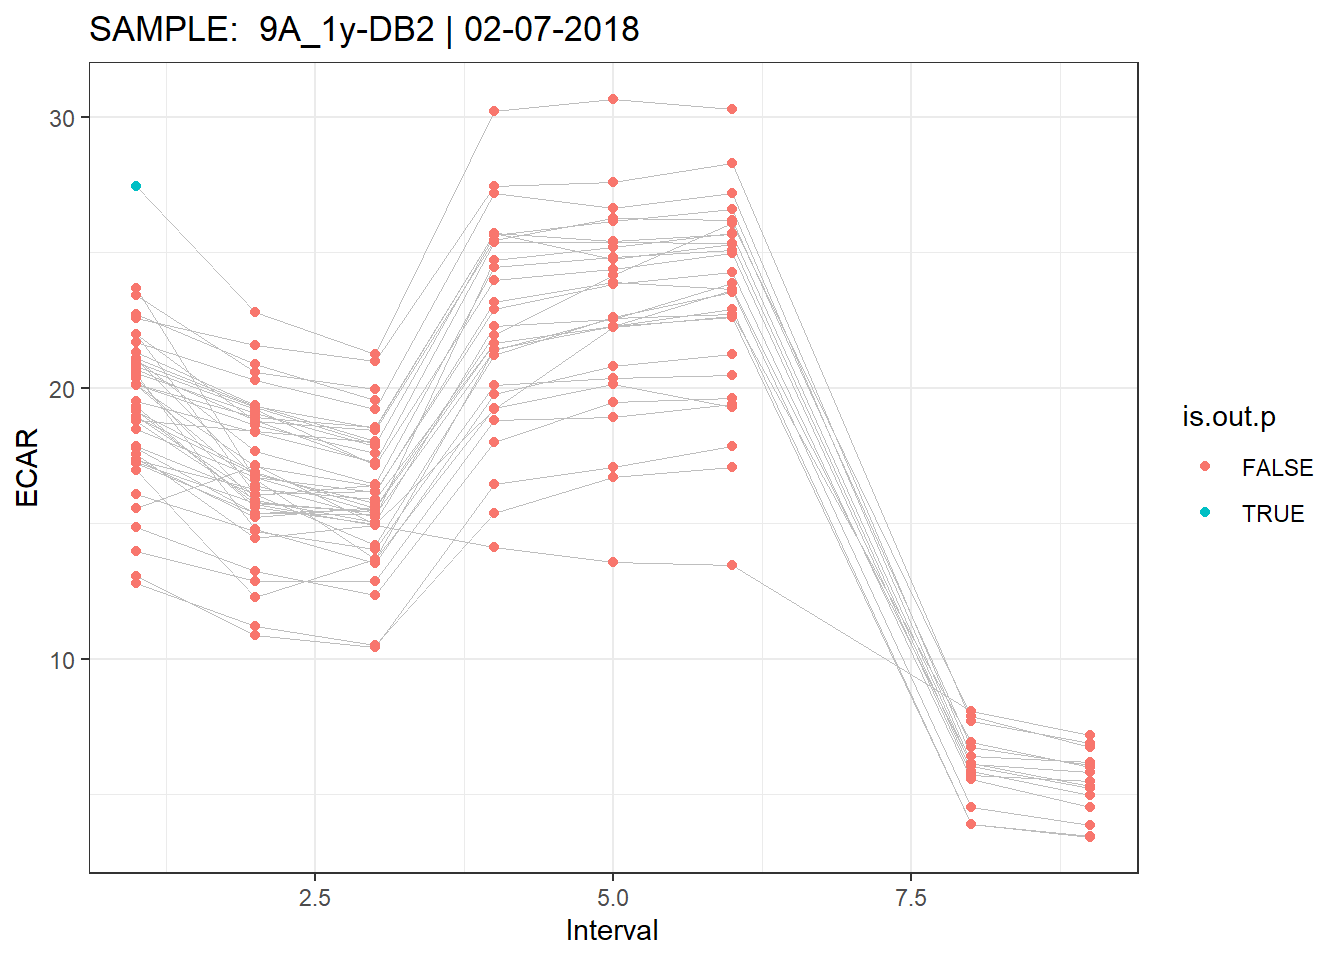 SAMPLE:  9A_1y-DB2 | 02-07-2018
30
20
10
ECAR
2.5
5.0
7.5
Interval
is.out.p
FALSE
TRUE